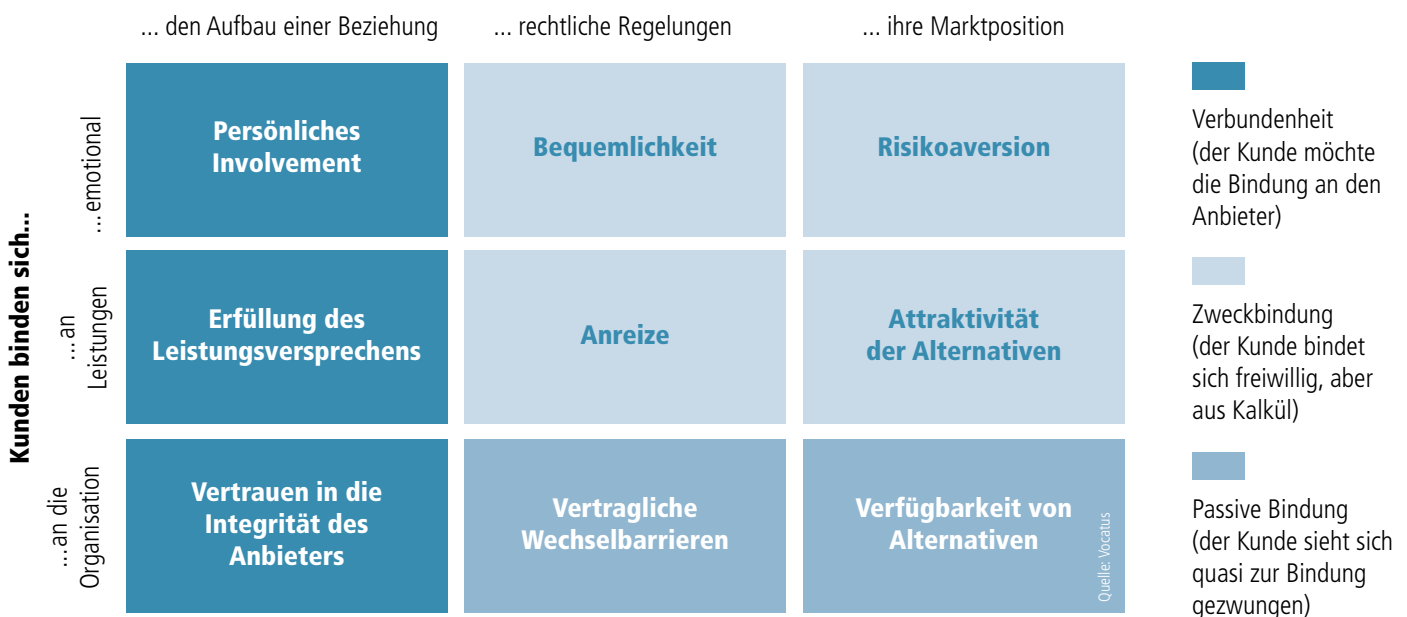 ... den Aufbau einer Beziehung
... rechtliche Regelungen
... ihre Marktposition
Kunden binden sich...
... emotional
Persönliches
Involvement
Bequemlichkeit
Risikoaversion
...an
Leistungen
Erfüllung des
Leistungsversprechens
Anreize
Attraktivität
der Alternativen
...an die
Organisation
Vertrauen in die
Integrität des
Anbieters
Vertragliche
Wechselbarrieren
Verfügbarkeit von
Alternativen
Quelle: Vocatus
Verbundenheit
(der Kunde möchte
die Bindung an den
Anbieter)
Zweckbindung
(der Kunde bindet
sich freiwillig, aber
aus Kalkül)
Passive Bindung
(der Kunde sieht sich
quasi zur Bindung
gezwungen)